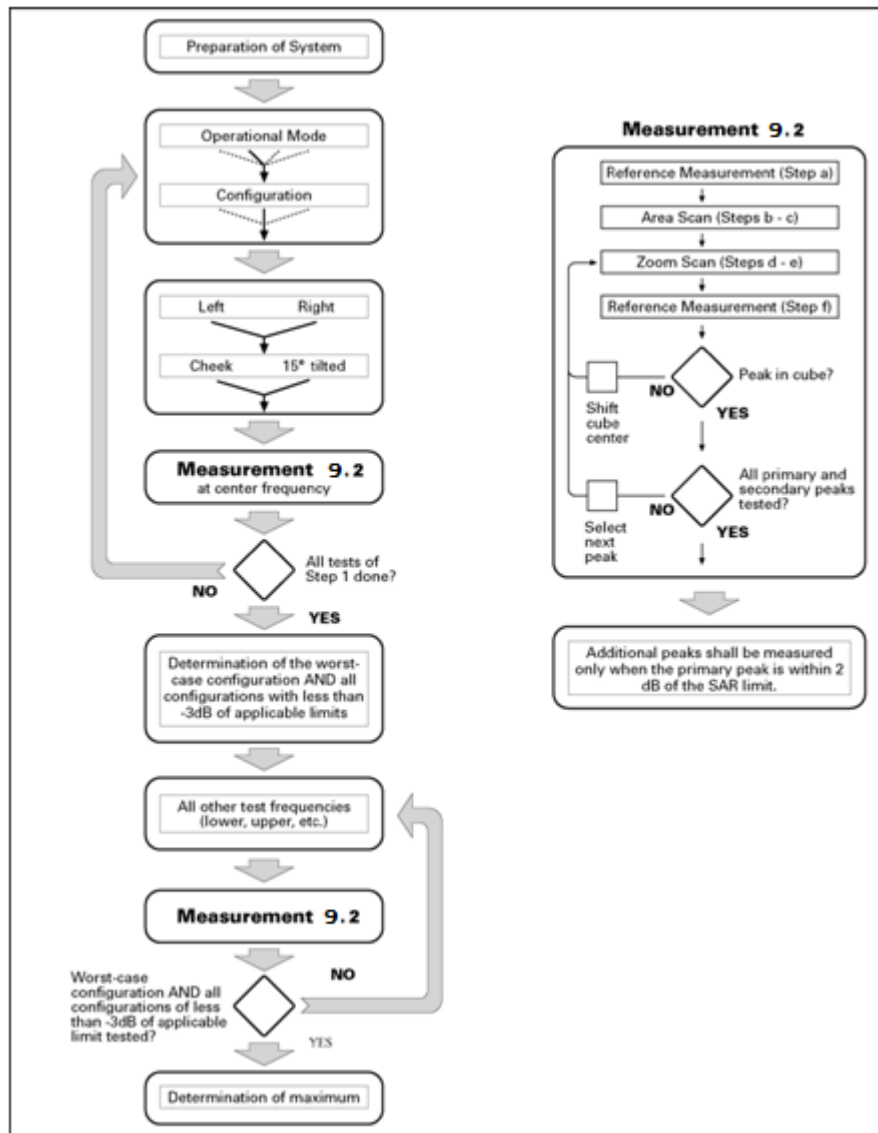 Preparation of System
Operational Mode
Configuration
Left Right
Cheek 15° tilted
Measurement 9.2
at center frequency
All tests of
Step 1 done?
NO
YES
Determination of the worst-
case configuration AND all
configurations with less than
-3dB of applicable limits
All other test frequencies
(lower, upper, etc.)
Measurement 9.2
NO
Worst-case
configuration AND all
configurations of less
than -3dB of applicable
limit tested?
YES
Determination of maximum
Measurement 9.2
Reference Measurement (Step a)
Area Scan (Steps b - c)
Zoom Scan (Steps d - e)
Reference Measurement (Step f)
Peak in cube?
NO
Shift
cube
center
YES
All primary and
secondary peaks
tested?
NO
Select
next
peak
YES
Additional peaks shall be measured
only when the primary peak is within 2
dB of the SAR limit.